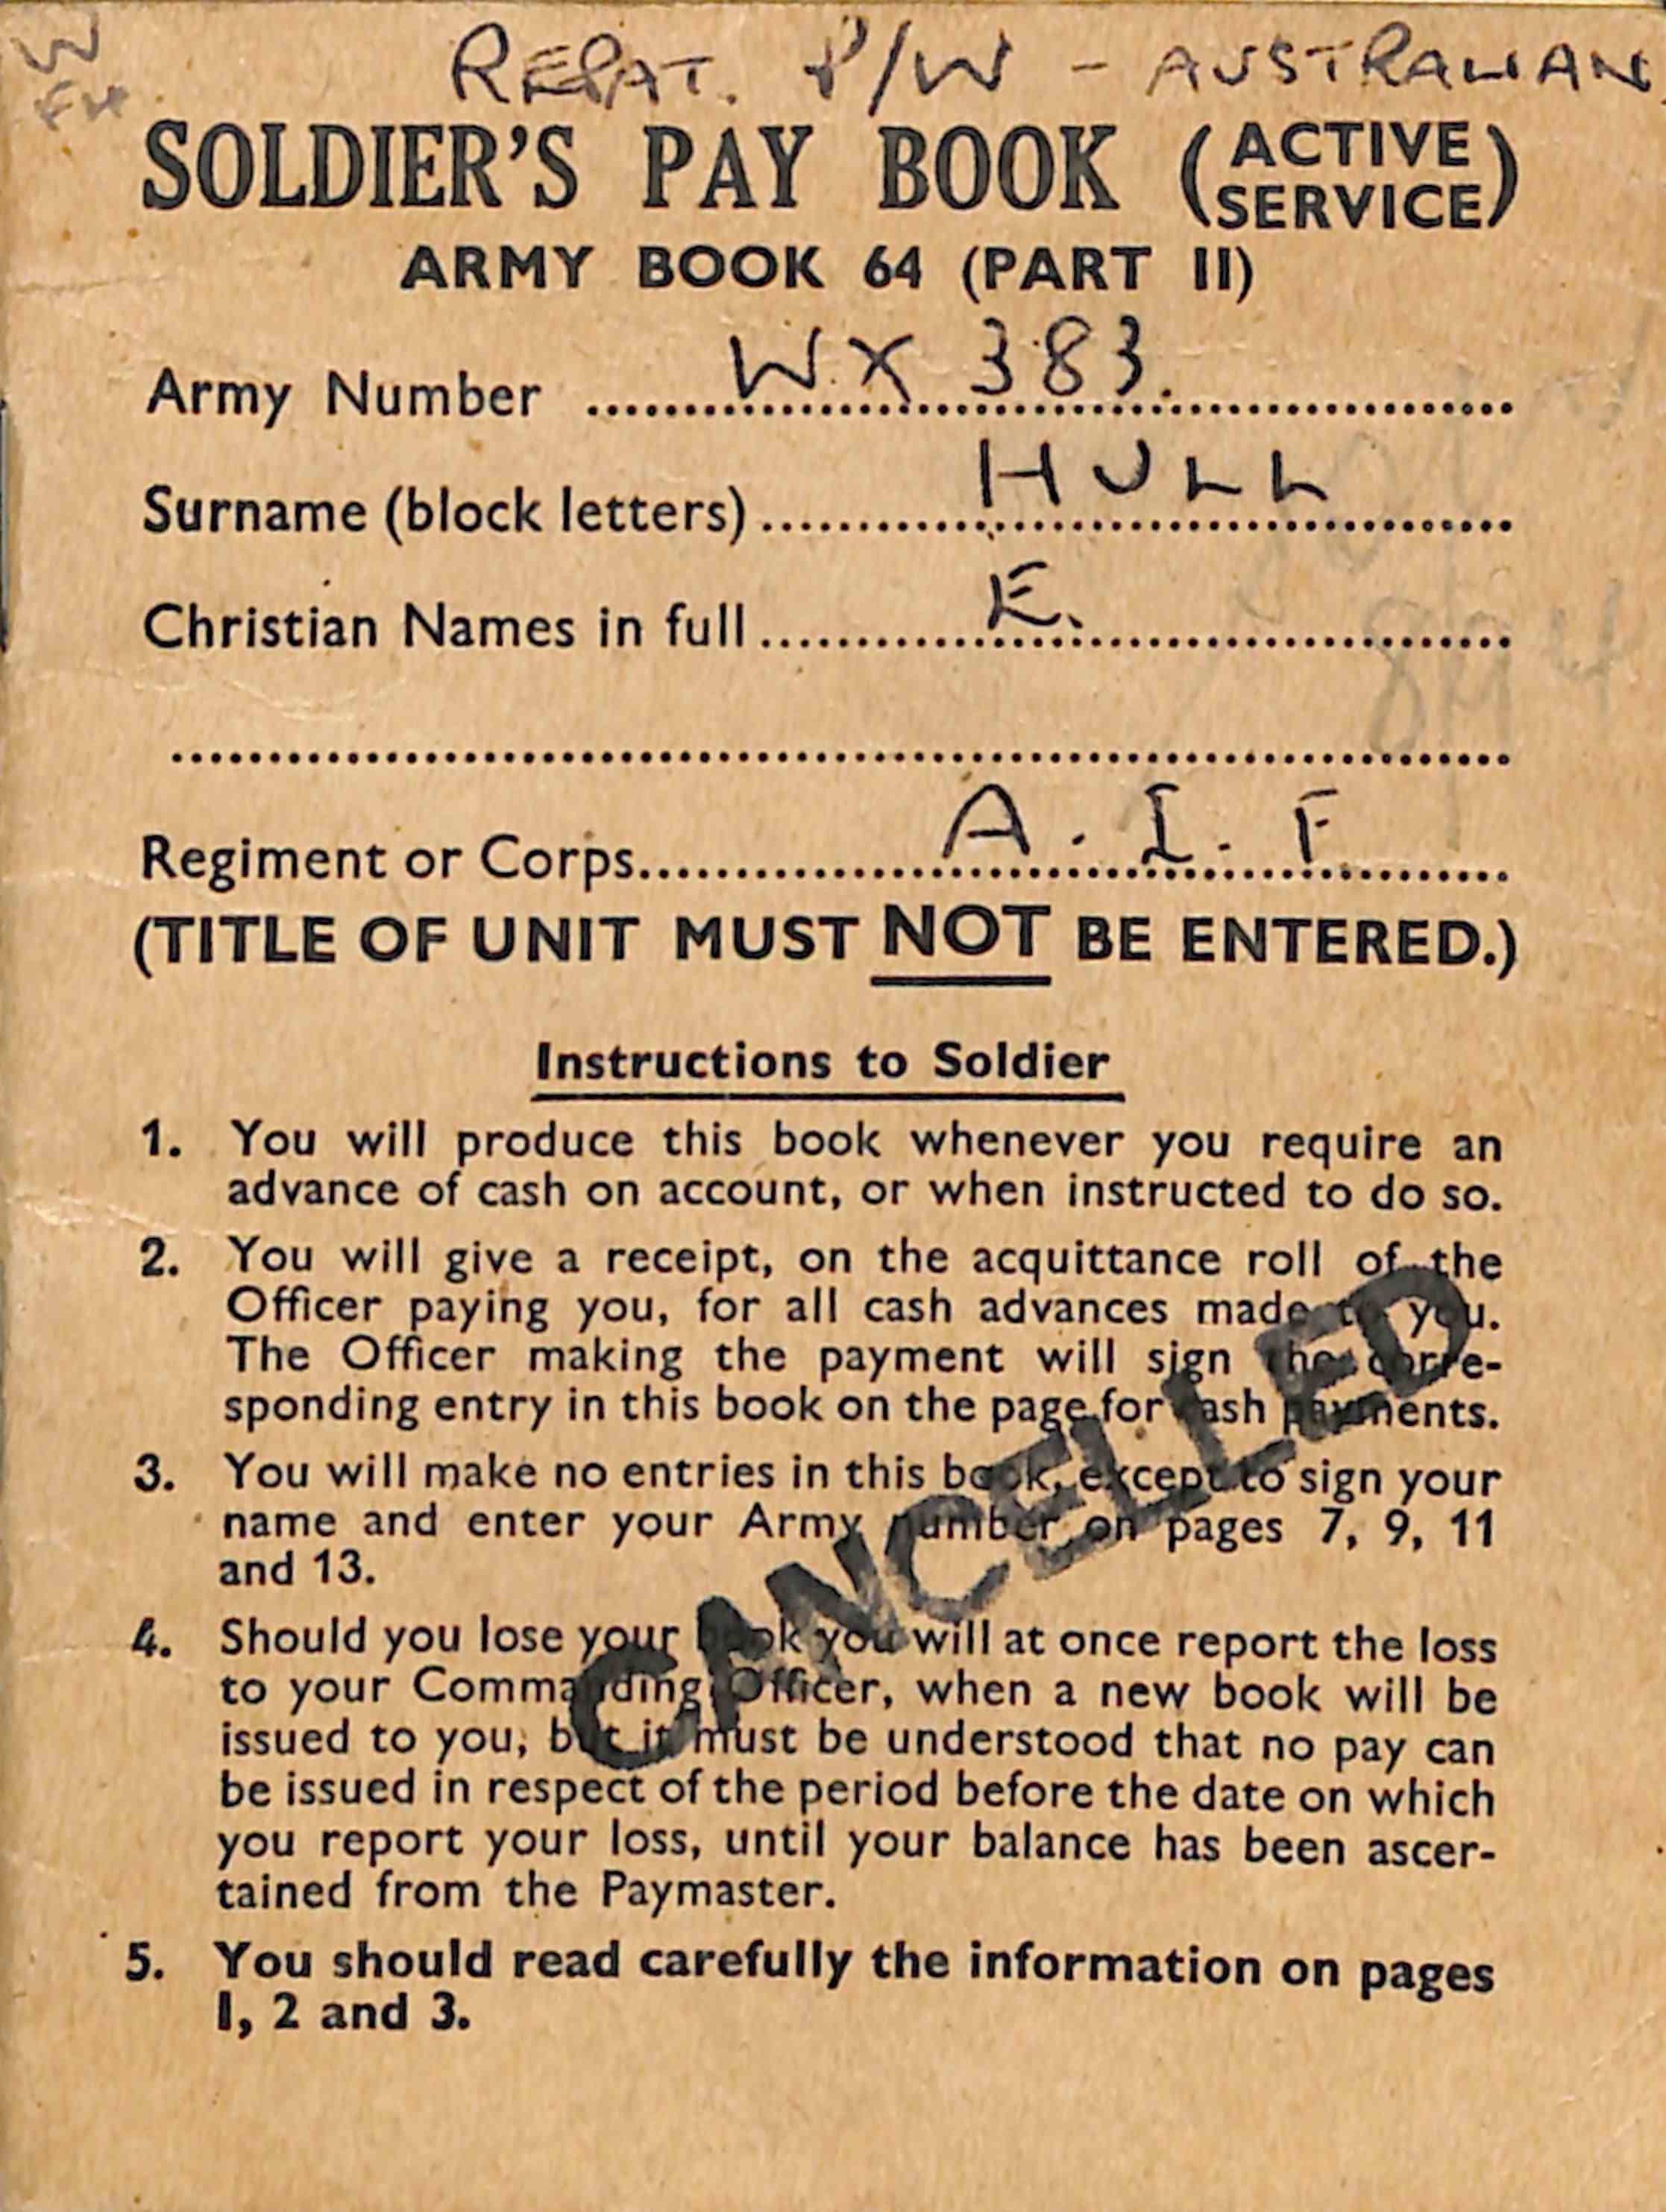 W
REPAT. P/W - AUSTRALIAN.
SOLDIER'S PAY BOOK (ACTIVE SERVICE)
ARMY BOOK 64 (PART II)
Army Number W.X 383.
Surname (block letters) HULL
Christian Names in full E.
Regiment or Corps A. I. F
(TITLE OF UNIT MUST NOT BE ENTERED.)
Instructions to Soldier
1. You will produce this book whenever you require an
advance of cash on account, or when instructed to do so.
2. You will give a receipt, on the acquittance roll of the
Officer paying you, for all cash advances made to you.
The Officer making the payment will sign the corre-
sponding entry in this book on the page for cash payments.
3. You will make no entries in this book, except to sign your
name and enter your Army number on pages 7, 9, 11
and 13.
4. Should you lose your book you will at once report the loss
to your Commanding Officer, when a new book will be
issued to you, but it must be understood that no pay can
be issued in respect of the period before the date on which
you report your loss, until your balance has been ascer-
tained from the Paymaster.
5. You should read carefully the information on pages
1, 2 and 3.
CANCELLED